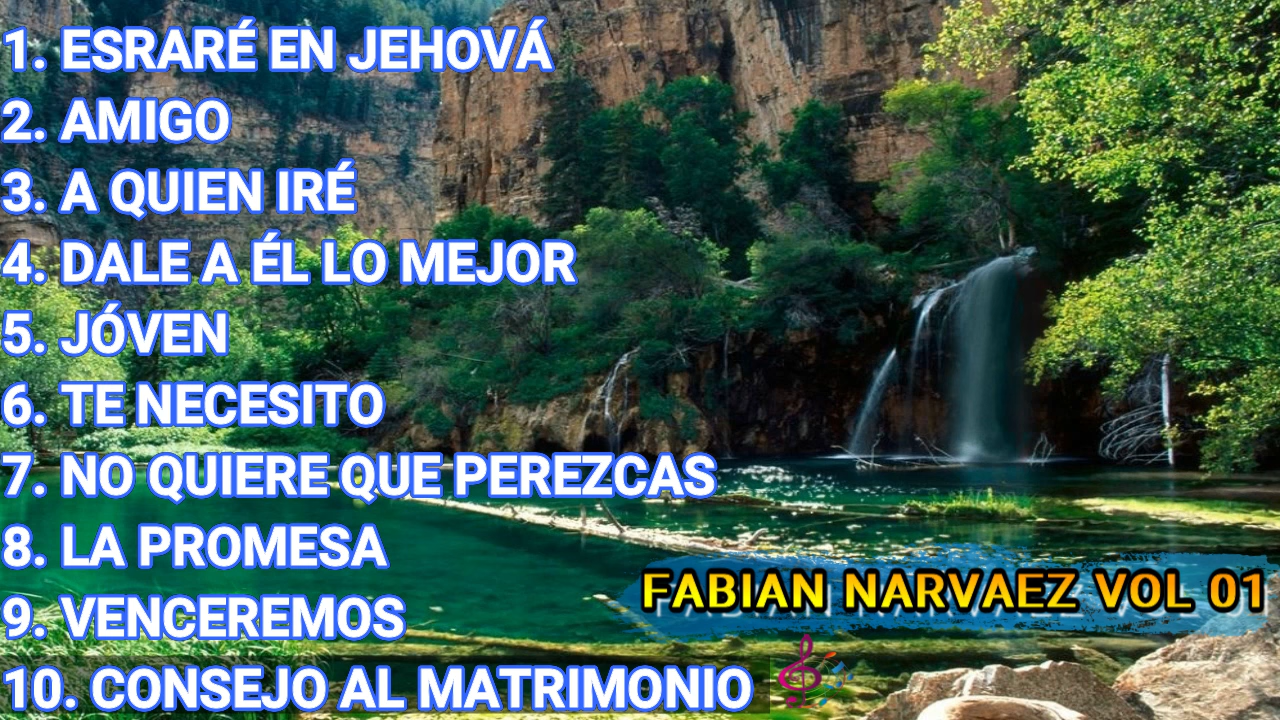 1. ESRARÉ EN JEHOVÁ
2. AMIGO
3. A QUIEN IRÉ
4. DALE A ÉL LO MEJOR
5. JÓVEN
6. TE NECESITO
7. NO QUIERE QUE PEREZCAS
8. LA PROMESA
9. VENCEREMOS
10. CONSEJO AL MATRIMONIO
FABIAN NARVAEZ VOL 01